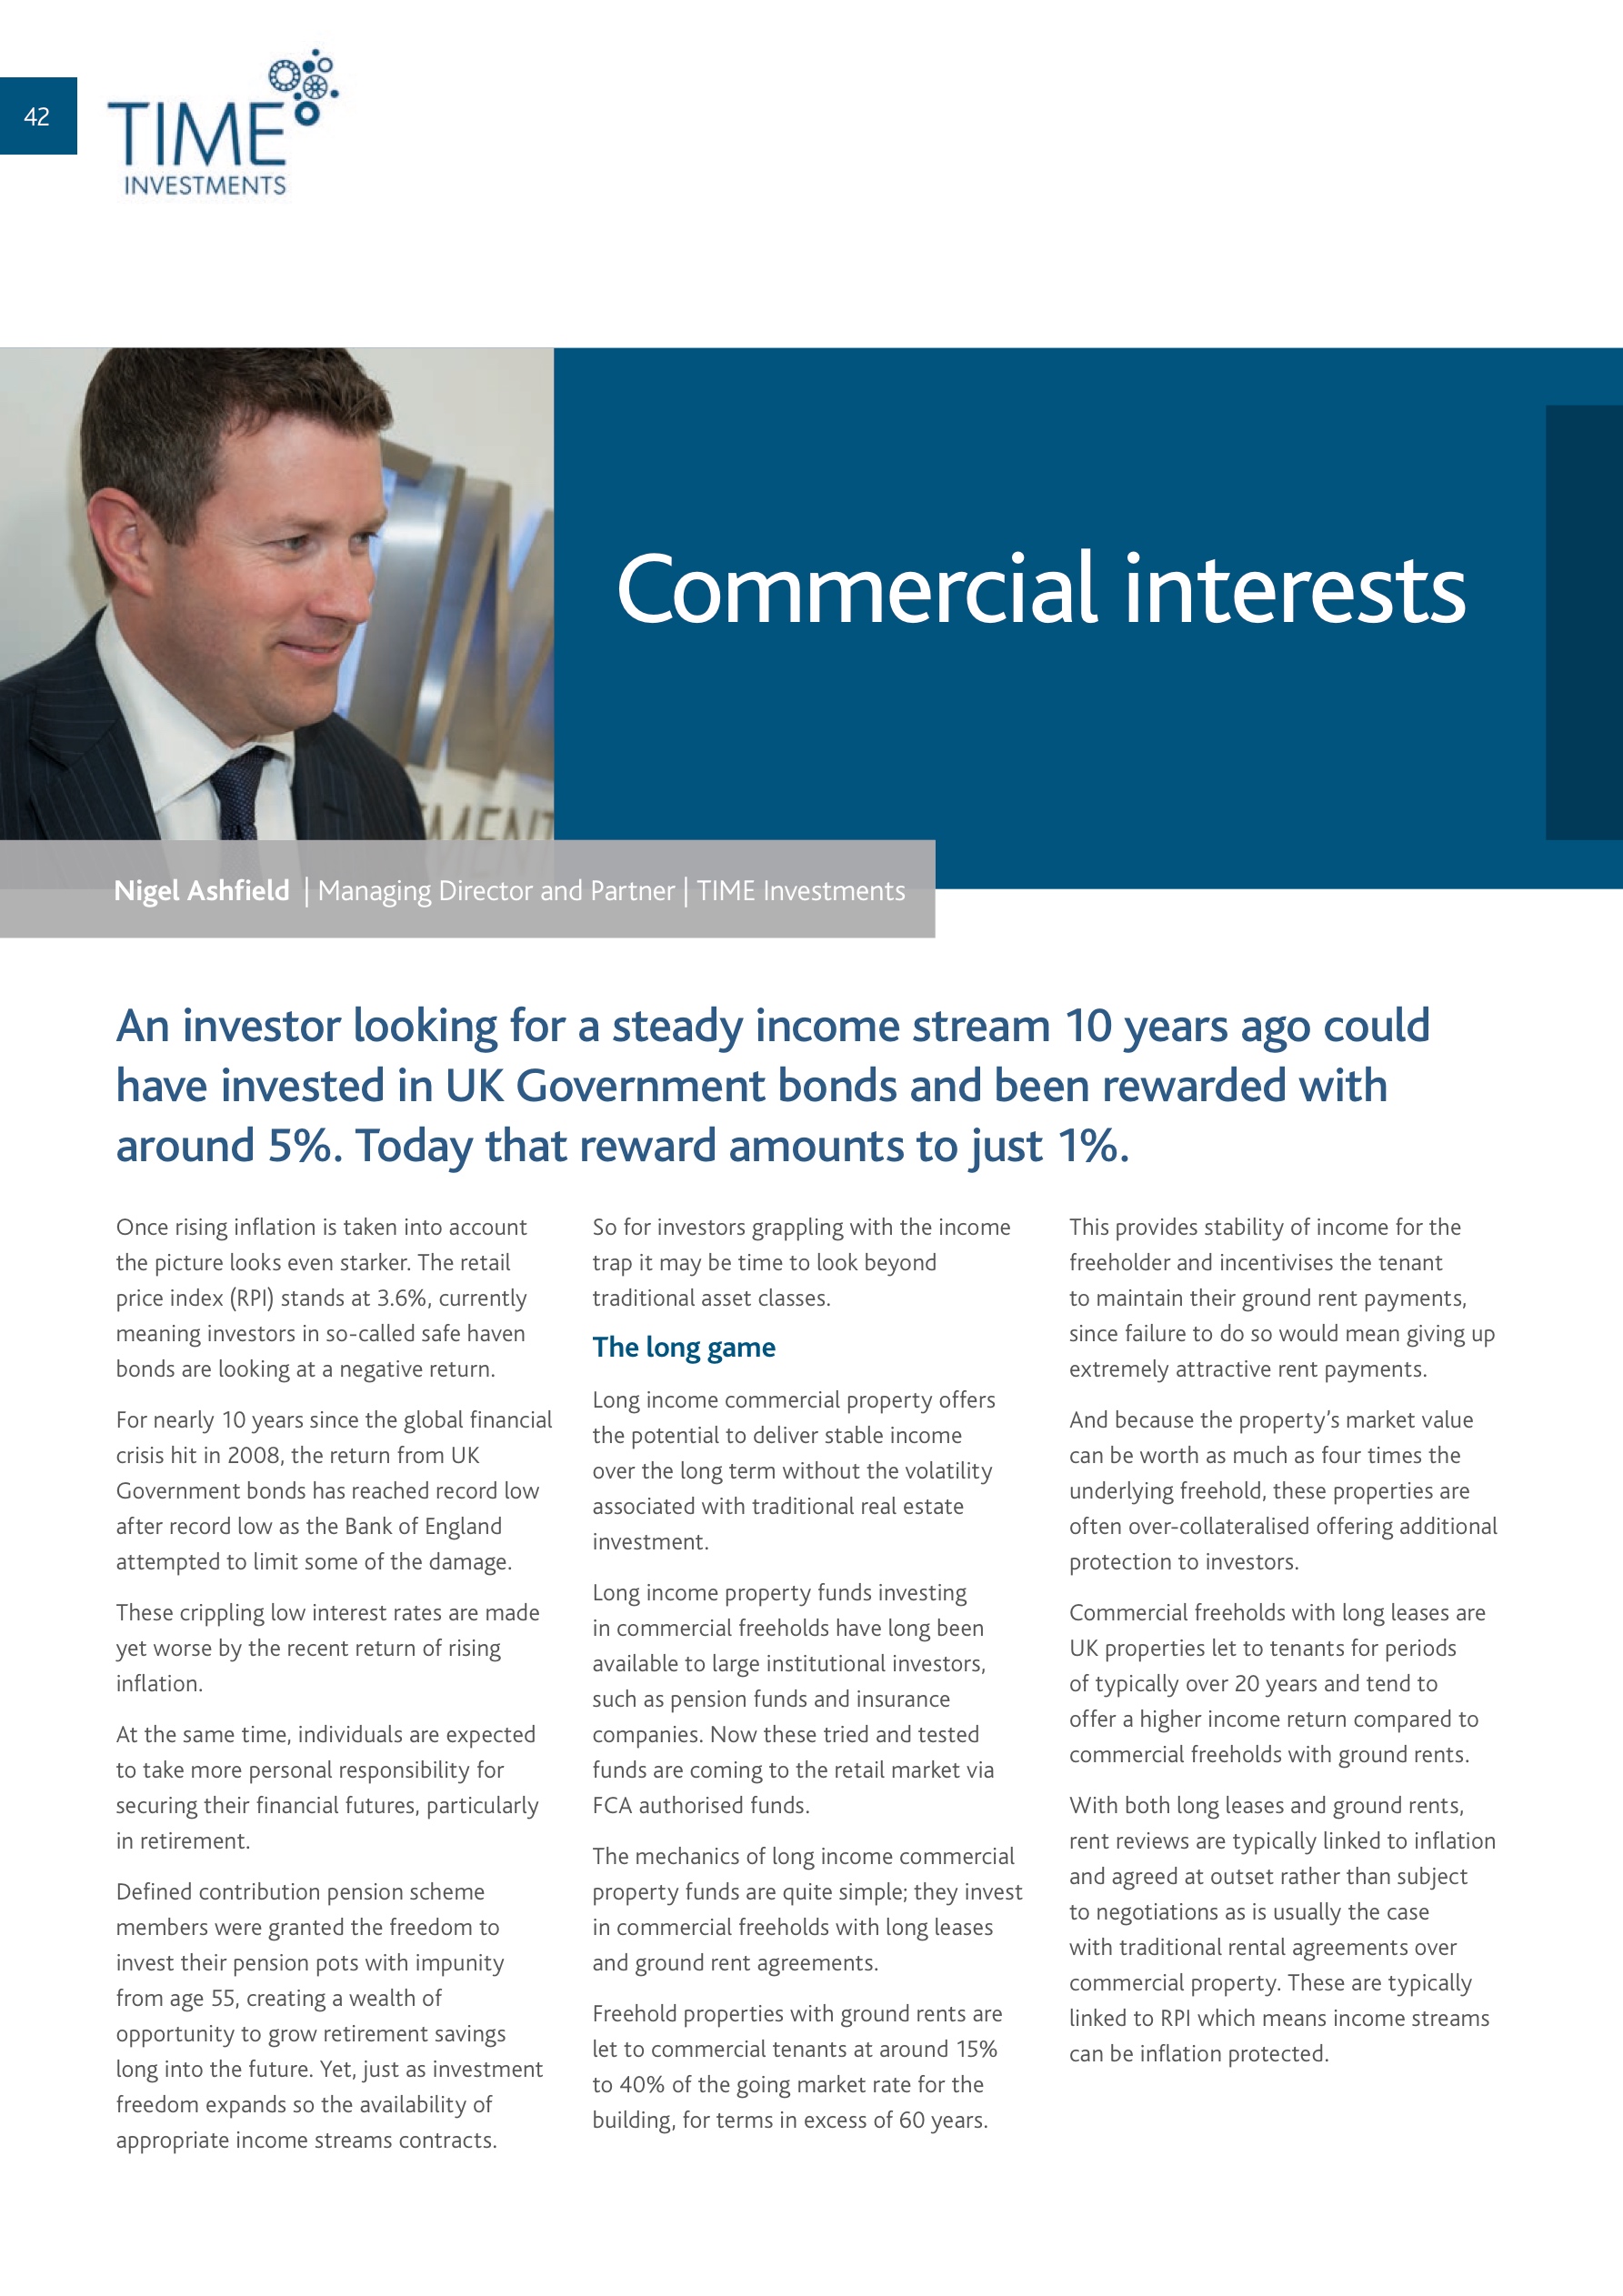 42
TIME
INVESTMENTS
Commercial interests
Nigel Ashfield | Managing Director and Partner | TIME Investments
An investor looking for a steady income stream 10 years ago could
have invested in UK Government bonds and been rewarded with
around 5%. Today that reward amounts to just 1%.
Once rising inflation is taken into account
the picture looks even starker. The retail
price index (RPI) stands at 3.6%, currently
meaning investors in so-called safe haven
bonds are looking at a negative return.
For nearly 10 years since the global financial
crisis hit in 2008, the return from UK
Government bonds has reached record low
after record low as the Bank of England
attempted to limit some of the damage.
These crippling low interest rates are made
yet worse by the recent return of rising
inflation.
At the same time, individuals are expected
to take more personal responsibility for
securing their financial futures, particularly
in retirement.
Defined contribution pension scheme
members were granted the freedom to
invest their pension pots with impunity
from age 55, creating a wealth of
opportunity to grow retirement savings
long into the future. Yet, just as investment
freedom expands so the availability of
appropriate income streams contracts.
So for investors grappling with the income
trap it may be time to look beyond
traditional asset classes.
The long game
Long income commercial property offers
the potential to deliver stable income
over the long term without the volatility
associated with traditional real estate
investment.
Long income property funds investing
in commercial freeholds have long been
available to large institutional investors,
such as pension funds and insurance
companies. Now these tried and tested
funds are coming to the retail market via
FCA authorised funds.
The mechanics of long income commercial
property funds are quite simple; they invest
in commercial freeholds with long leases
and ground rent agreements.
Freehold properties with ground rents are
let to commercial tenants at around 15%
to 40% of the going market rate for the
building, for terms in excess of 60 years.
This provides stability of income for the
freeholder and incentivises the tenant
to maintain their ground rent payments,
since failure to do so would mean giving up
extremely attractive rent payments.
And because the property’s market value
can be worth as much as four times the
underlying freehold, these properties are
often over-collateralised offering additional
protection to investors.
Commercial freeholds with long leases are
UK properties let to tenants for periods
of typically over 20 years and tend to
offer a higher income return compared to
commercial freeholds with ground rents.
With both long leases and ground rents,
rent reviews are typically linked to inflation
and agreed at outset rather than subject
to negotiations as is usually the case
with traditional rental agreements over
commercial property. These are typically
linked to RPI which means income streams
can be inflation protected.